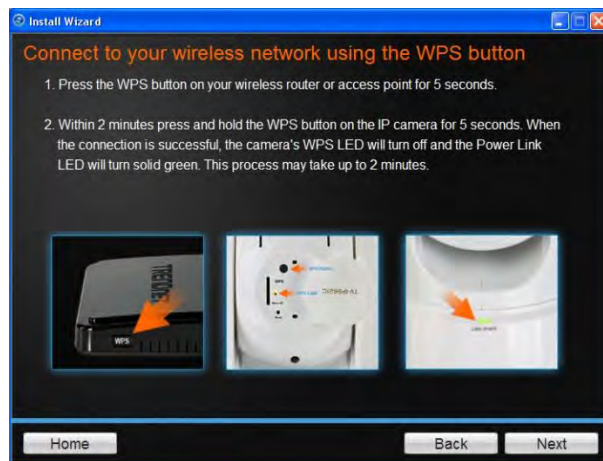 Install Wizard
Connect to your wireless network using the WPS button
1. Press the WPS button on your wireless router or access point for 5 seconds.
2. Within 2 minutes press and hold the WPS button on the IP camera for 5 seconds. When
the connection is successful, the camera's WPS LED will turn off and the Power Link
LED will turn solid green. This process may take up to 2 minutes.
TRENDNET
WPS
WPS
Home
Back
Next